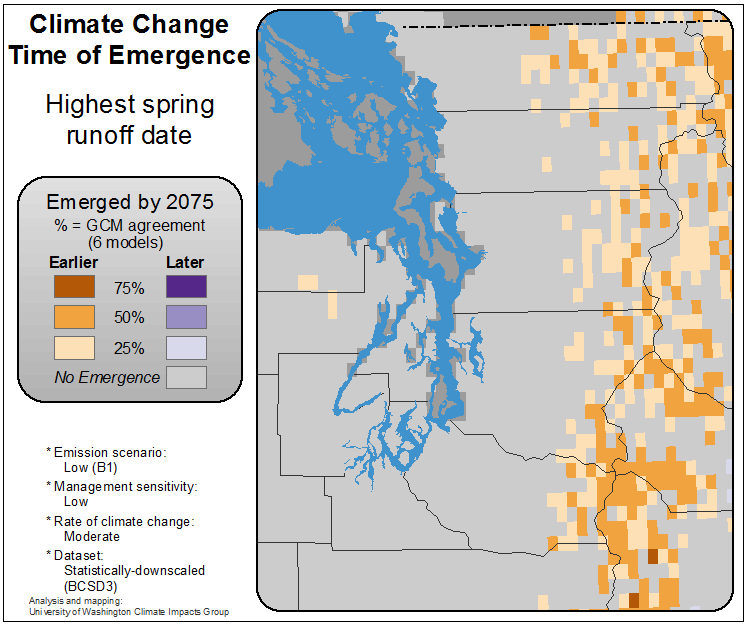 Climate Change
Time of Emergence
Highest spring
runoff date
Emerged by 2075
% = GCM agreement
(6 models)
Earlier Later
75%
50%
25%
No Emergence
* Emission scenario:
Low (B1)
* Management sensitivity:
Low
* Rate of climate change:
Moderate
* Dataset:
Statistically-downscaled
(BCSD3)
Analysis and mapping:
University of Washington Climate Impacts Group